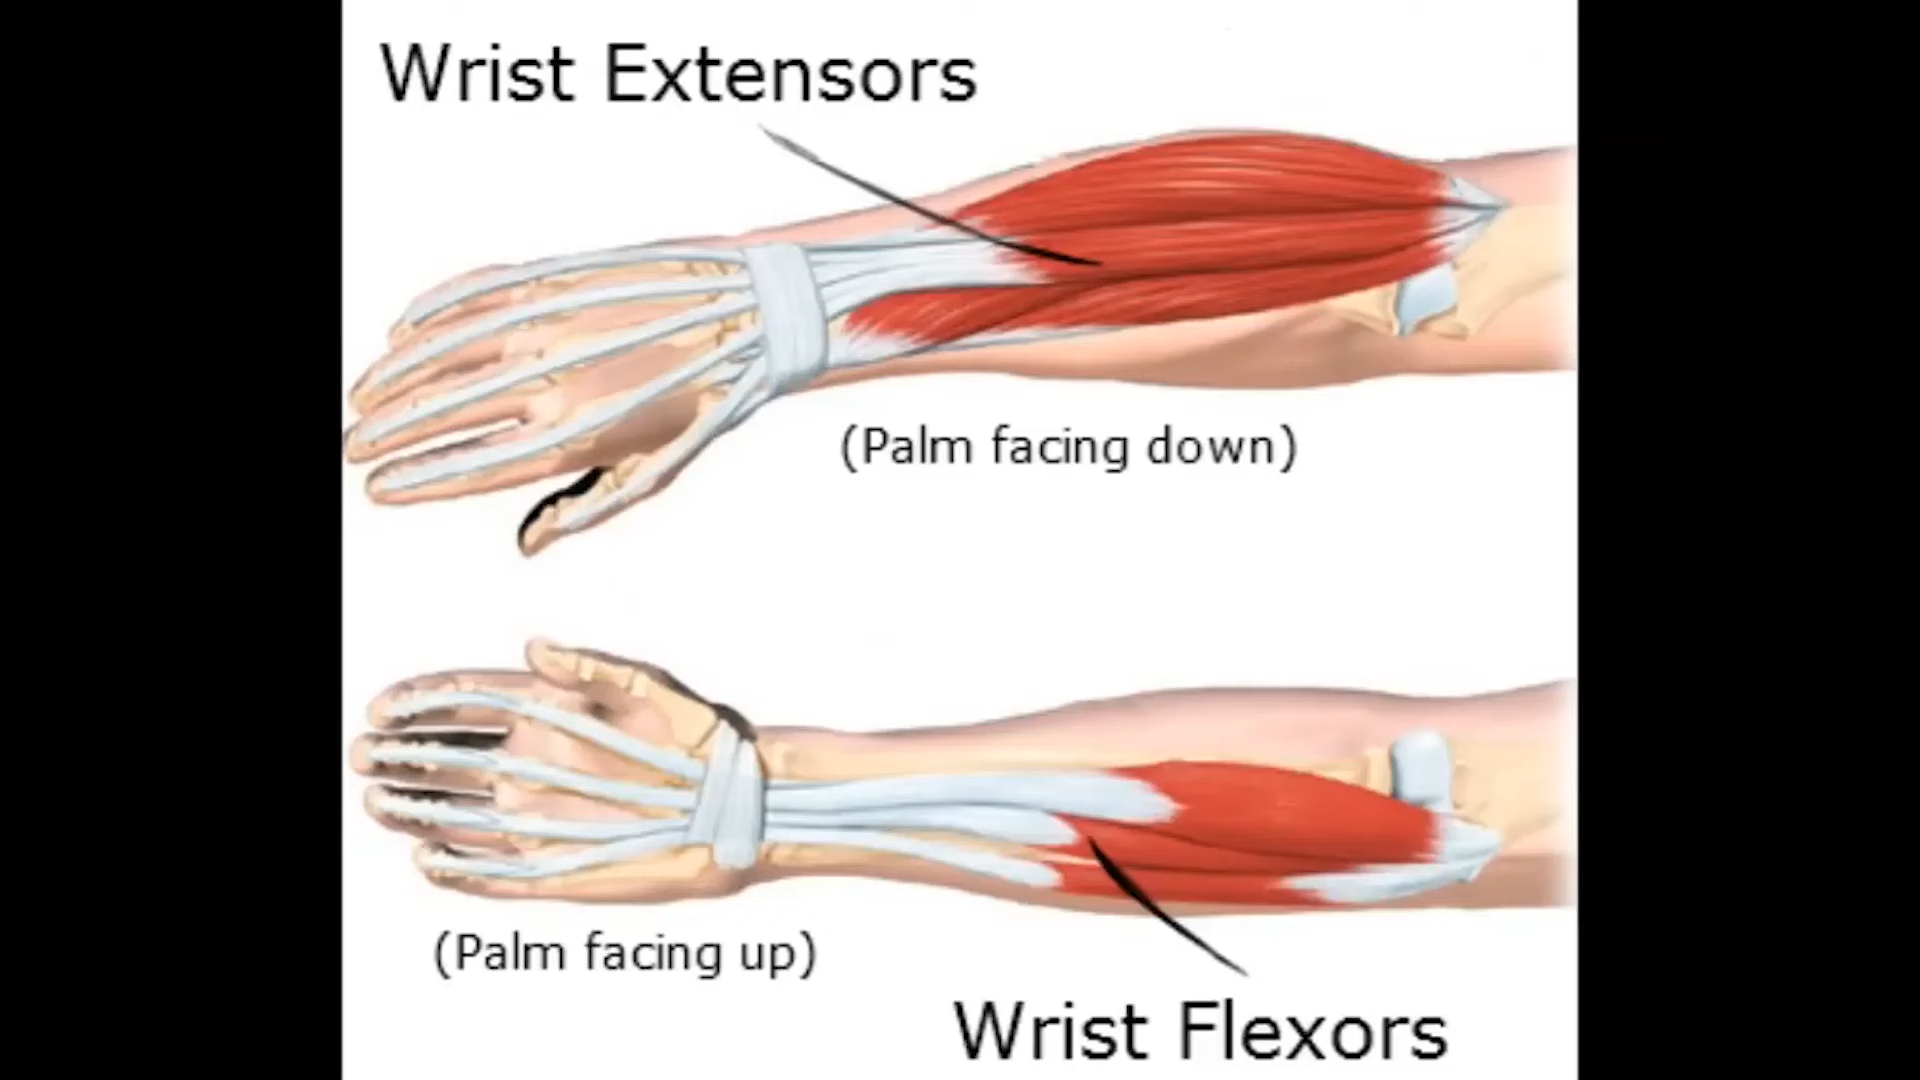 Wrist Extensors
(Palm facing down)
(Palm facing up)
Wrist Flexors